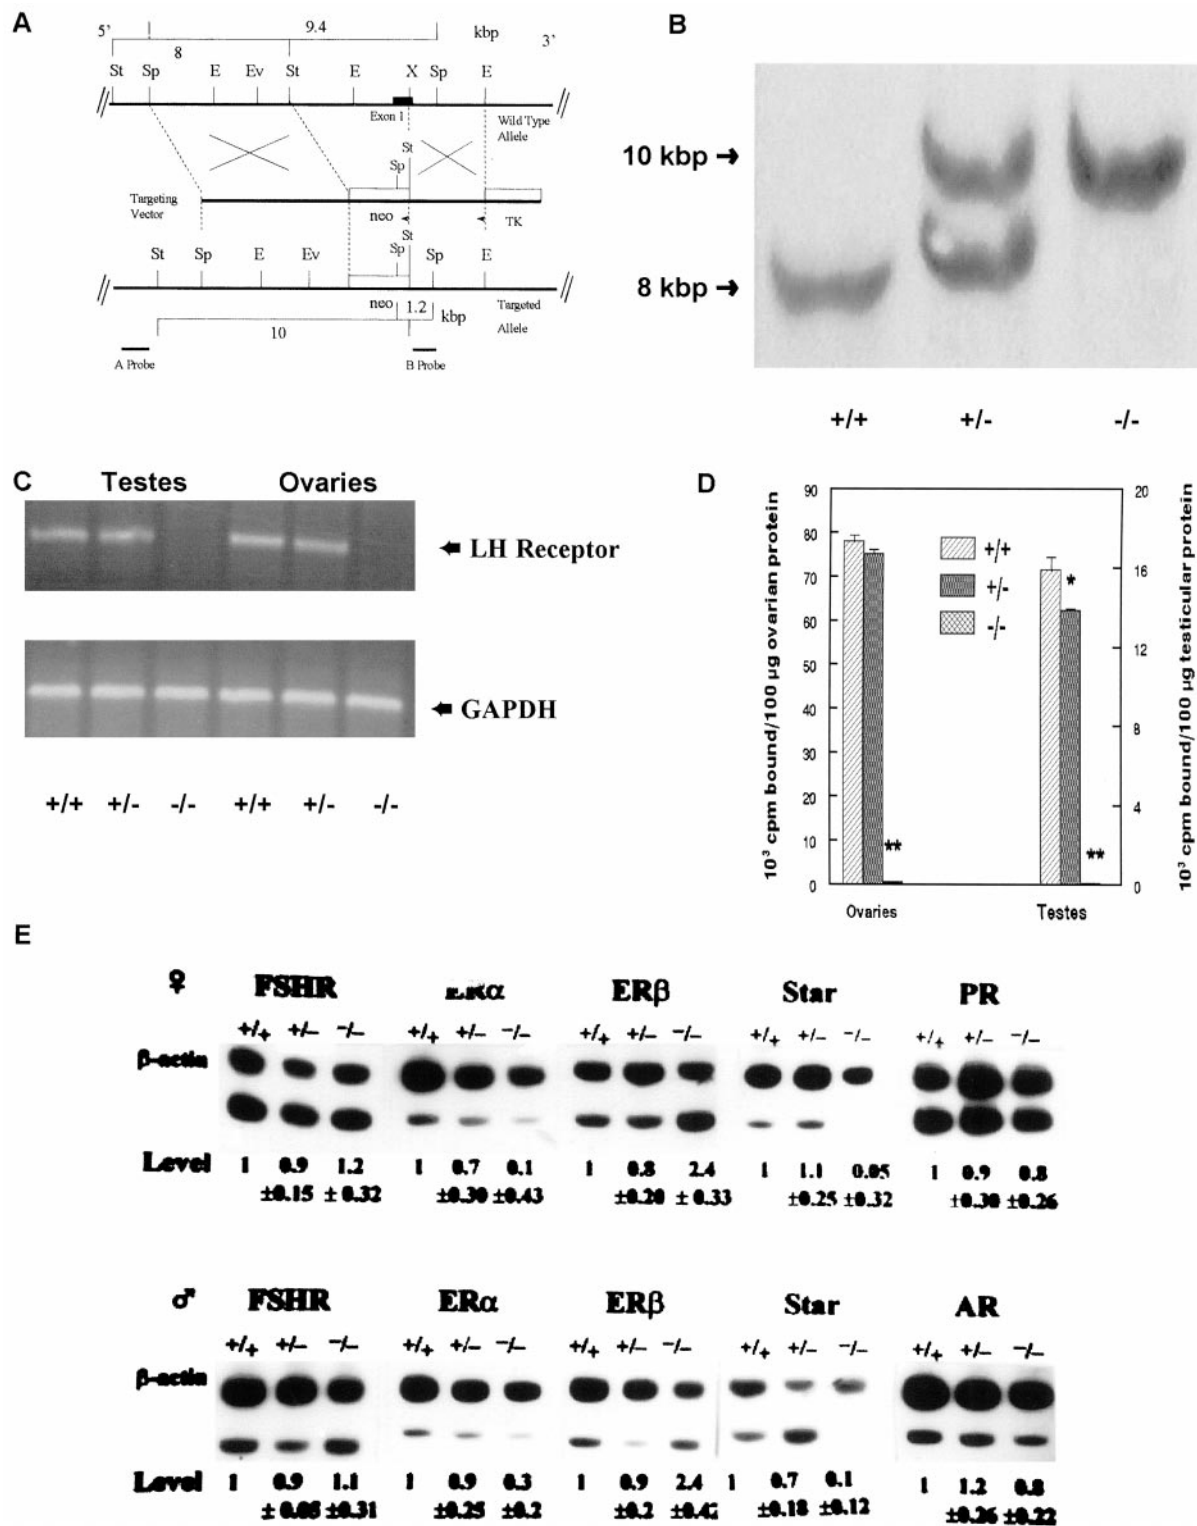 A
5' 9.4 kbp 3'
8
St Sp E Ev St E X Sp E
Exon 1 Wild Type
Allele
St
Sp
Targeting
Vector
neo TK
St
Sp
St Sp E Ev Sp E
neo 1.2 kbp Targeted
Allele
10
A Probe B Probe
B
10 kbp
8 kbp
+/+ +/- -/-
C Testes Ovaries
LH Receptor
GAPDH
+/+ +/- -/- +/+ +/- -/-
D
10³ cpm bound/100 µg ovarian protein
90
80
70
60
50
40
30
20
10
0
+/+
+/-
-/-
**
*
**
20
16
12
8
4
0
10³ cpm bound/100 µg testicular protein
Ovaries Testes
E
♀ FSHR ERα ERβ Star PR
+/+ +/– –/– +/+ +/– –/– +/+ +/– –/– +/+ +/– –/– +/+ +/– –/–
β-actin
Level 1 0.9 1.2 1 0.7 0.1 1 0.8 2.4 1 1.1 0.05 1 0.9 0.8
±0.15 ± 0.32 ±0.30 ±0.43 ±0.20 ± 0.33 ±0.25 ±0.32 ±0.30 ±0.26
♂ FSHR ERα ERβ Star AR
+/+ +/– –/– +/+ +/– –/– +/+ +/– –/– +/+ +/– –/– +/+ +/– –/–
β-actin
Level 1 0.9 1.1 1 0.9 0.3 1 0.9 2.4 1 0.7 0.1 1 1.2 0.8
± 0.05 ±0.31 ±0.25 ±0.2 ±0.2 ±0.42 ±0.18 ±0.12 ±0.26 ±0.22